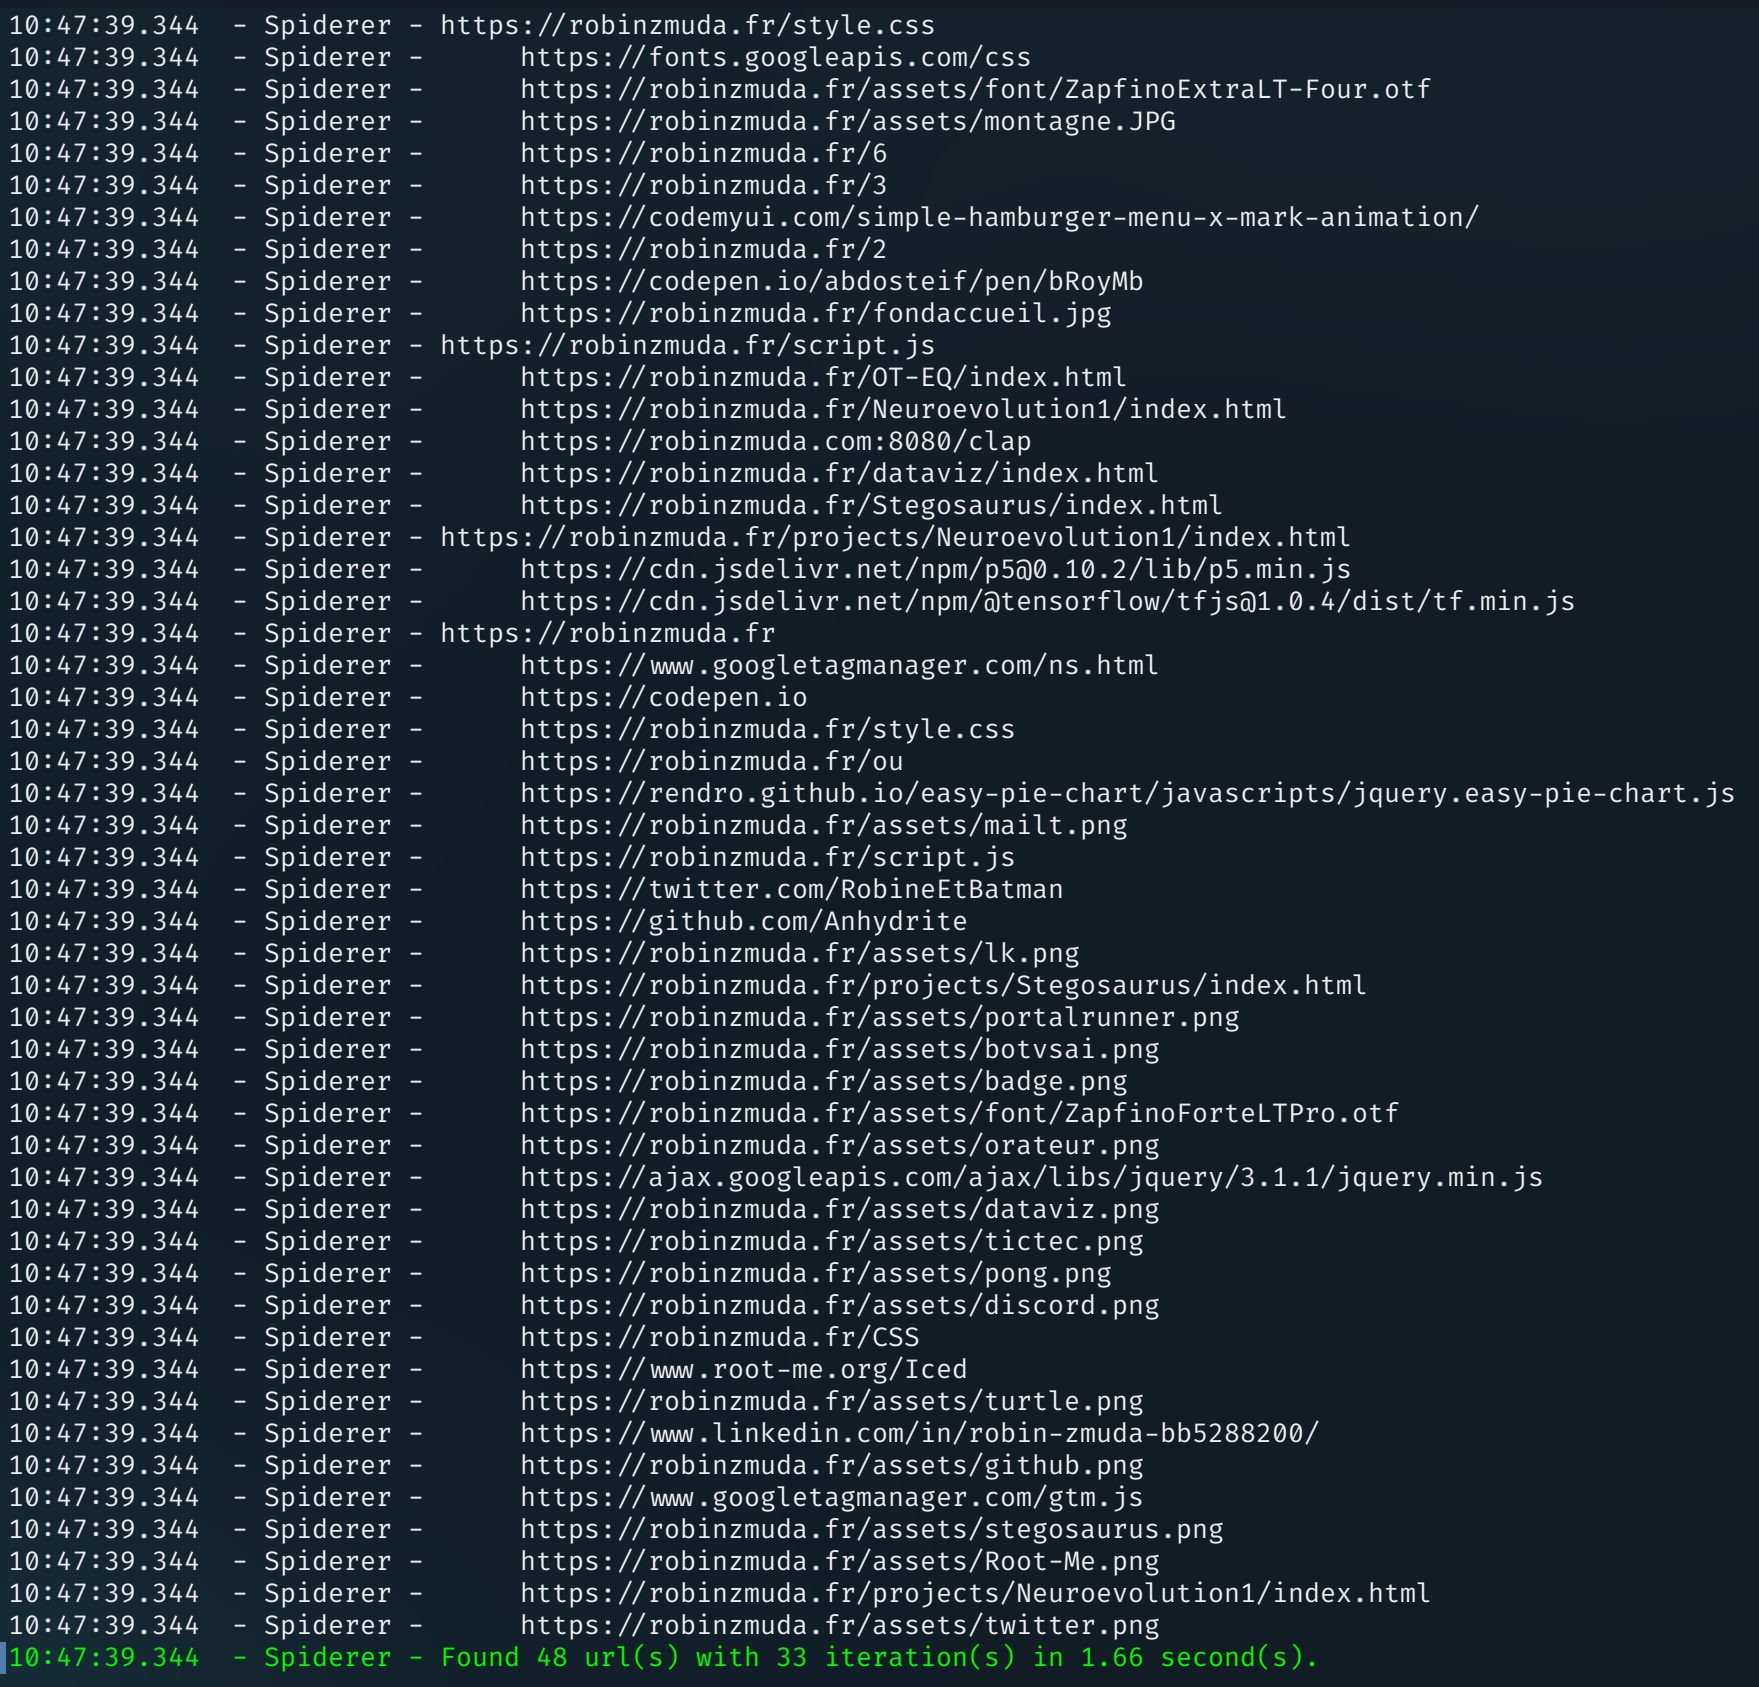 10:47:39.344  - Spiderer - https://robinzmuda.fr/style.css
10:47:39.344  - Spiderer -      https://fonts.googleapis.com/css
10:47:39.344  - Spiderer -      https://robinzmuda.fr/assets/font/ZapfinoExtraLT-Four.otf
10:47:39.344  - Spiderer -      https://robinzmuda.fr/assets/montagne.JPG
10:47:39.344  - Spiderer -      https://robinzmuda.fr/6
10:47:39.344  - Spiderer -      https://robinzmuda.fr/3
10:47:39.344  - Spiderer -      https://codemyui.com/simple-hamburger-menu-x-mark-animation/
10:47:39.344  - Spiderer -      https://robinzmuda.fr/2
10:47:39.344  - Spiderer -      https://codepen.io/abdosteif/pen/bRoyMb
10:47:39.344  - Spiderer -      https://robinzmuda.fr/fondaccueil.jpg
10:47:39.344  - Spiderer - https://robinzmuda.fr/script.js
10:47:39.344  - Spiderer -      https://robinzmuda.fr/OT-EQ/index.html
10:47:39.344  - Spiderer -      https://robinzmuda.fr/Neuroevolution1/index.html
10:47:39.344  - Spiderer -      https://robinzmuda.com:8080/clap
10:47:39.344  - Spiderer -      https://robinzmuda.fr/dataviz/index.html
10:47:39.344  - Spiderer -      https://robinzmuda.fr/Stegosaurus/index.html
10:47:39.344  - Spiderer - https://robinzmuda.fr/projects/Neuroevolution1/index.html
10:47:39.344  - Spiderer -      https://cdn.jsdelivr.net/npm/p5@0.10.2/lib/p5.min.js
10:47:39.344  - Spiderer -      https://cdn.jsdelivr.net/npm/@tensorflow/tfjs@1.0.4/dist/tf.min.js
10:47:39.344  - Spiderer - https://robinzmuda.fr
10:47:39.344  - Spiderer -      https://www.googletagmanager.com/ns.html
10:47:39.344  - Spiderer -      https://codepen.io
10:47:39.344  - Spiderer -      https://robinzmuda.fr/style.css
10:47:39.344  - Spiderer -      https://robinzmuda.fr/ou
10:47:39.344  - Spiderer -      https://rendro.github.io/easy-pie-chart/javascripts/jquery.easy-pie-chart.js
10:47:39.344  - Spiderer -      https://robinzmuda.fr/assets/mailt.png
10:47:39.344  - Spiderer -      https://robinzmuda.fr/script.js
10:47:39.344  - Spiderer -      https://twitter.com/RobineEtBatman
10:47:39.344  - Spiderer -      https://github.com/Anhydrite
10:47:39.344  - Spiderer -      https://robinzmuda.fr/assets/lk.png
10:47:39.344  - Spiderer -      https://robinzmuda.fr/projects/Stegosaurus/index.html
10:47:39.344  - Spiderer -      https://robinzmuda.fr/assets/portalrunner.png
10:47:39.344  - Spiderer -      https://robinzmuda.fr/assets/botvsai.png
10:47:39.344  - Spiderer -      https://robinzmuda.fr/assets/badge.png
10:47:39.344  - Spiderer -      https://robinzmuda.fr/assets/font/ZapfinoForteLTPro.otf
10:47:39.344  - Spiderer -      https://robinzmuda.fr/assets/orateur.png
10:47:39.344  - Spiderer -      https://ajax.googleapis.com/ajax/libs/jquery/3.1.1/jquery.min.js
10:47:39.344  - Spiderer -      https://robinzmuda.fr/assets/dataviz.png
10:47:39.344  - Spiderer -      https://robinzmuda.fr/assets/tictec.png
10:47:39.344  - Spiderer -      https://robinzmuda.fr/assets/pong.png
10:47:39.344  - Spiderer -      https://robinzmuda.fr/assets/discord.png
10:47:39.344  - Spiderer -      https://robinzmuda.fr/CSS
10:47:39.344  - Spiderer -      https://www.root-me.org/Iced
10:47:39.344  - Spiderer -      https://robinzmuda.fr/assets/turtle.png
10:47:39.344  - Spiderer -      https://www.linkedin.com/in/robin-zmuda-bb5288200/
10:47:39.344  - Spiderer -      https://robinzmuda.fr/assets/github.png
10:47:39.344  - Spiderer -      https://www.googletagmanager.com/gtm.js
10:47:39.344  - Spiderer -      https://robinzmuda.fr/assets/stegosaurus.png
10:47:39.344  - Spiderer -      https://robinzmuda.fr/assets/Root-Me.png
10:47:39.344  - Spiderer -      https://robinzmuda.fr/projects/Neuroevolution1/index.html
10:47:39.344  - Spiderer -      https://robinzmuda.fr/assets/twitter.png
10:47:39.344  - Spiderer - Found 48 url(s) with 33 iteration(s) in 1.66 second(s).